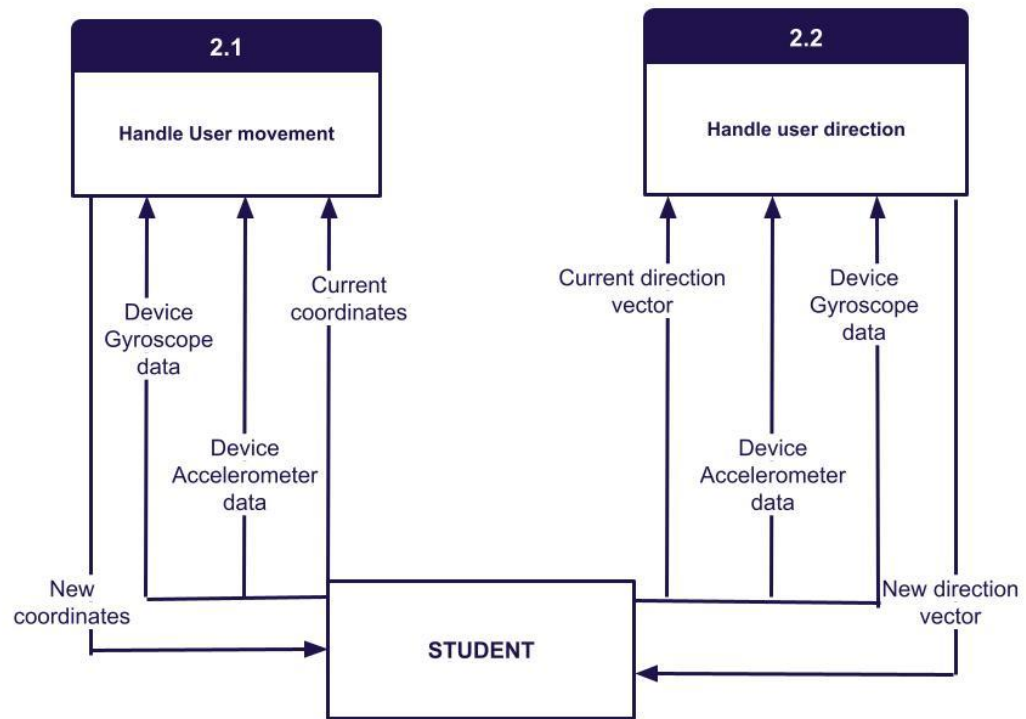 2.1
Handle User movement
2.2
Handle user direction
Device
Gyroscope
data
Current
coordinates
Device
Accelerometer
data
New
coordinates
Current direction
vector
Device
Gyroscope
data
Device
Accelerometer
data
New direction
vector
STUDENT